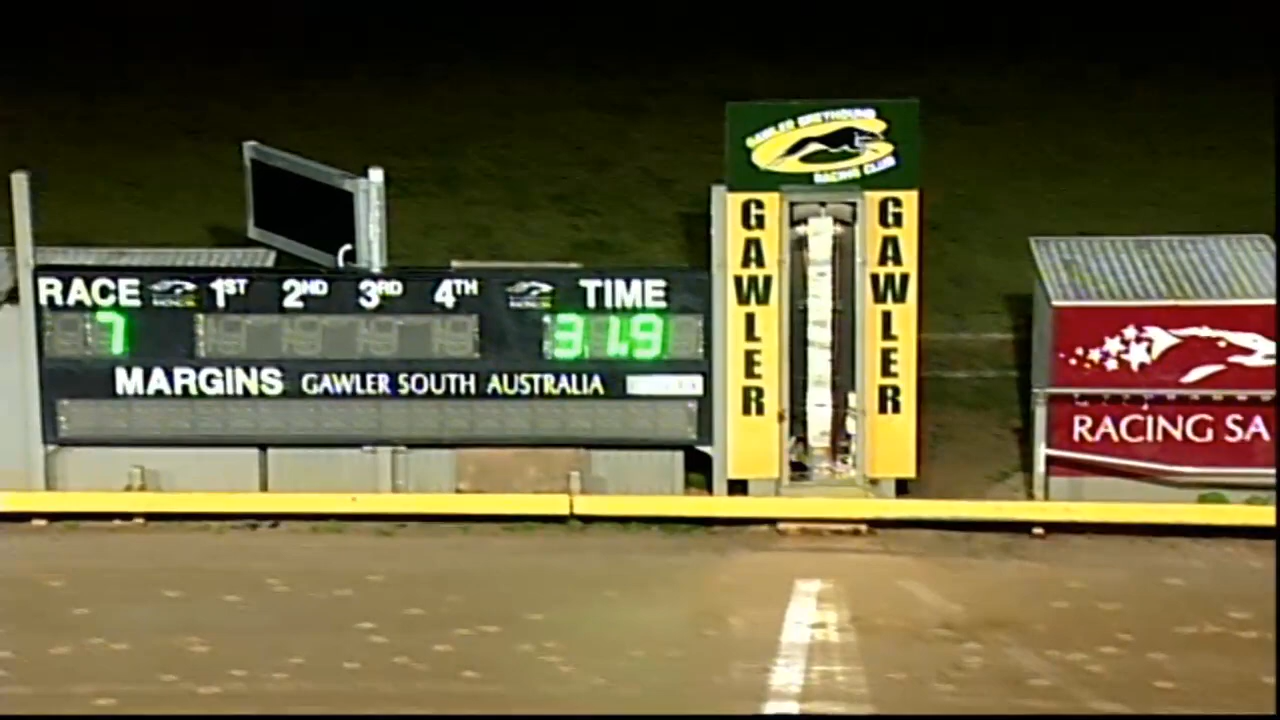 GAWLER GREYHOUND
RACING CLUB
GAWLER
GAWLER
RACE 1ST 2ND 3RD 4TH TIME
7 31.9
MARGINS GAWLER SOUTH AUSTRALIA
RACING SA